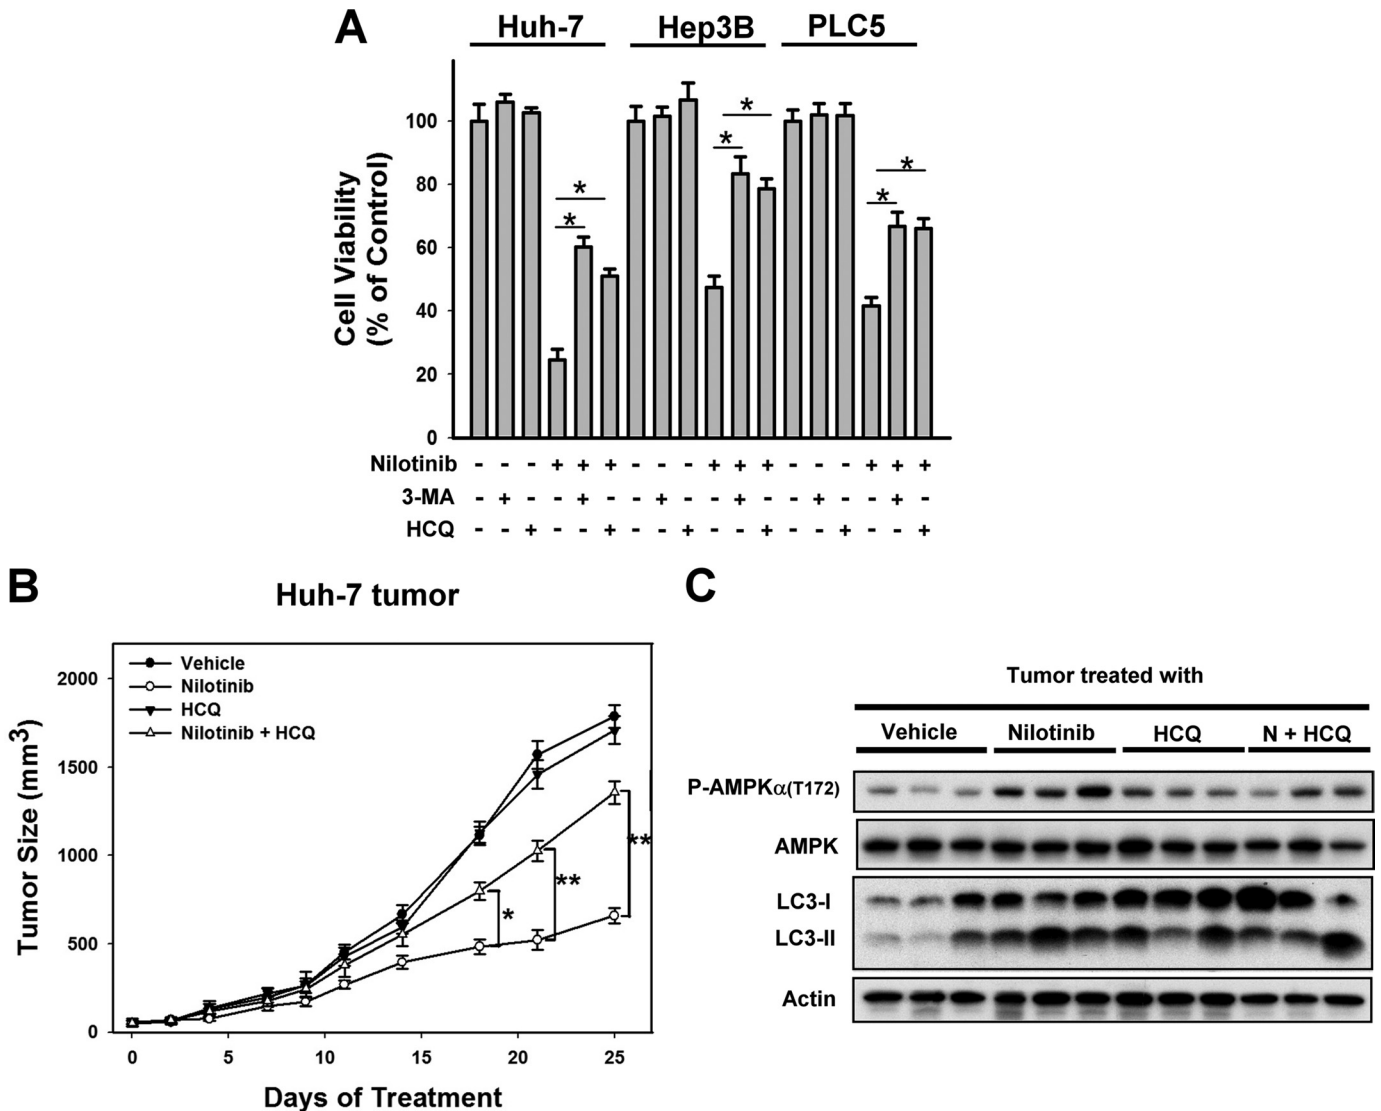 A
Huh-7 Hep3B PLC5
Cell Viability
(% of Control)
100
80
60
40
20
0
* * * * * *
Nilotinib - - - + + + - - - + + + - - - + + +
3-MA - + - - + - - + - - + - - + - - + -
HCQ - - + - - + - - + - - + - - + - - +
B
Huh-7 tumor
Tumor Size (mm3)
2000
1500
1000
500
0
Vehicle
Nilotinib
HCQ
Nilotinib + HCQ
* ** **
0 5 10 15 20 25
Days of Treatment
C
Tumor treated with
Vehicle Nilotinib HCQ N + HCQ
P-AMPKα(T172)
AMPK
LC3-I
LC3-II
Actin